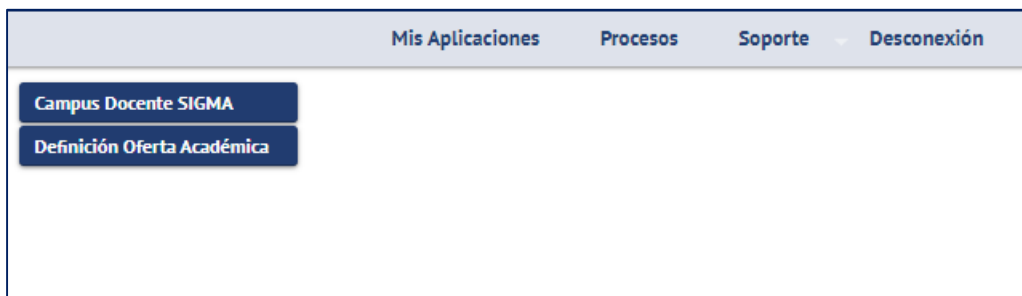 Mis Aplicaciones Procesos Soporte Desconexión
Campus Docente SIGMA
Definición Oferta Académica